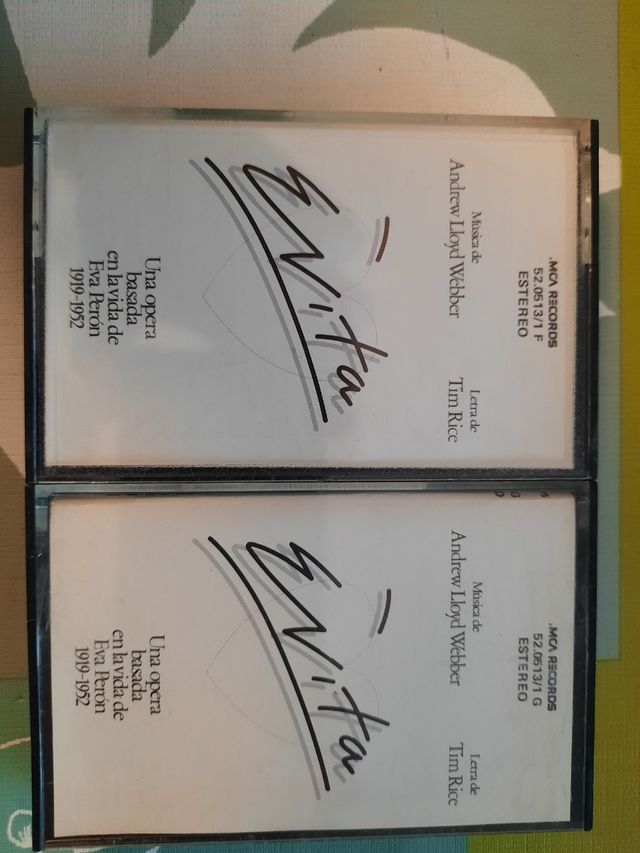 .MCA RECORDS
52.0513/1 F
ESTEREO
Música de
Andrew Lloyd Webber
Letra de
Tim Rice
Evita
Una opera
basada
en la vida de
Eva Perón
1919-1952
.MCA RECORDS
52.0513/1 G
ESTEREO
Música de
Andrew Lloyd Webber
Letra de
Tim Rice
Evita
Una opera
basada
en la vida de
Eva Perón
1919-1952